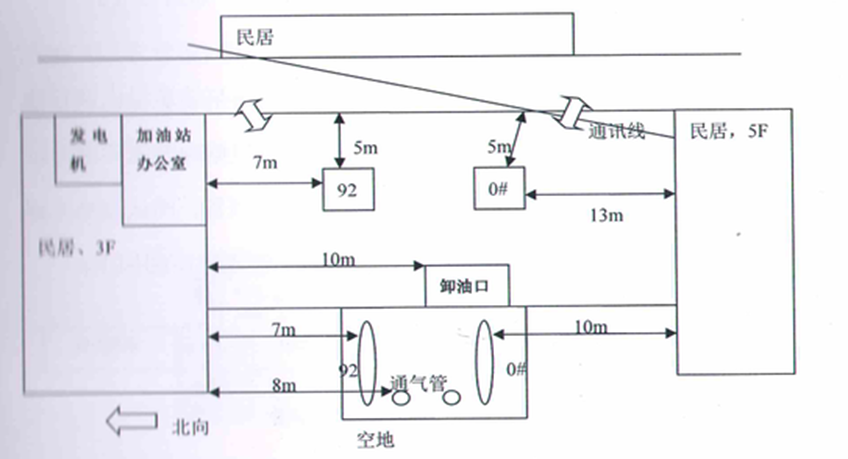 民居
发电
机
加油站
办公室
5m
5m
通讯线
民居，5F
7m
92
0#
13m
民居、3F
10m
卸油口
7m
10m
92
0#
8m
通气管
北向
空地